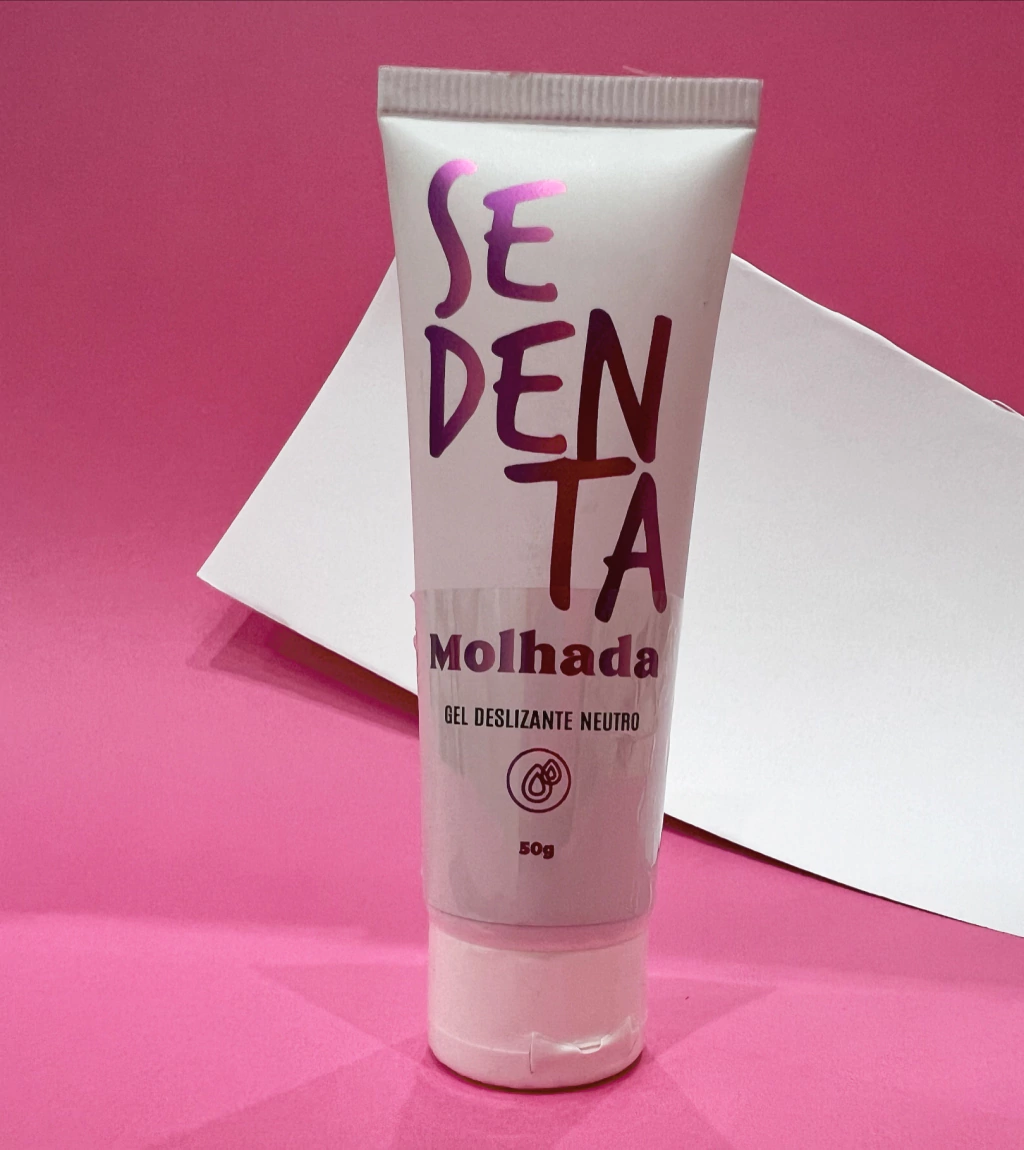 SE
DEN
TA
Molhada
GEL DESLIZANTE NEUTRO
50g